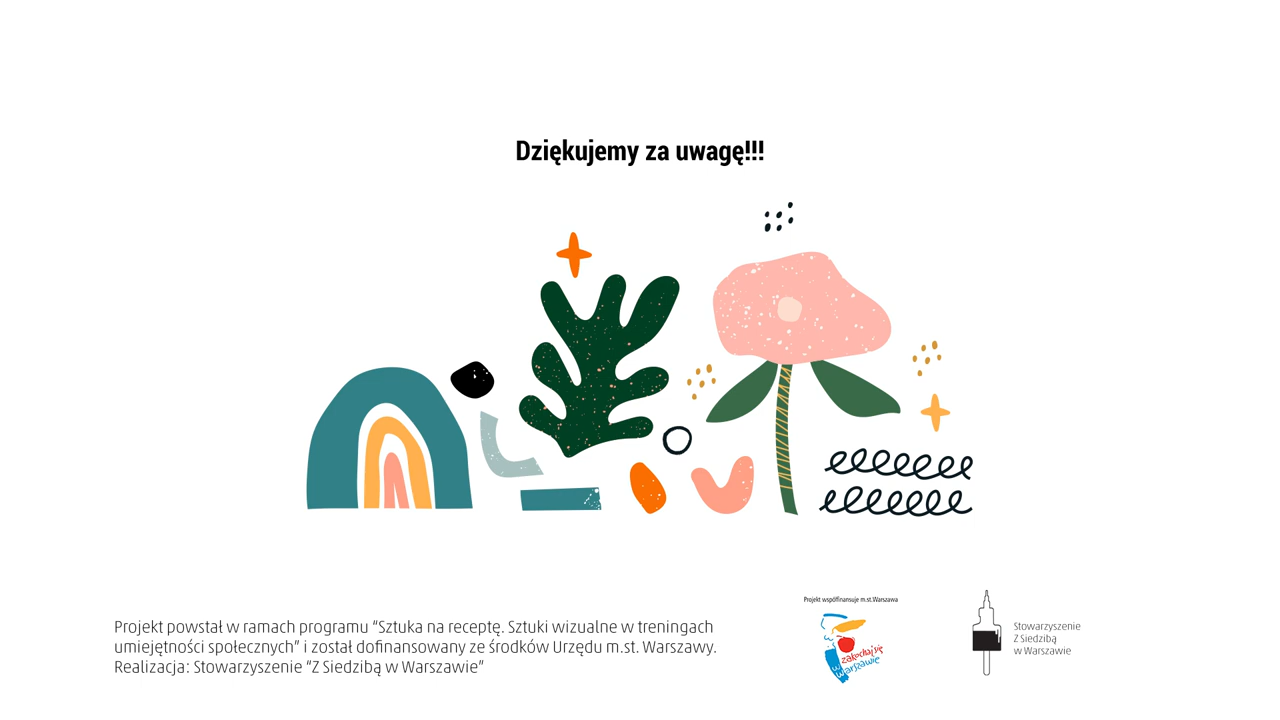 Dziękujemy za uwagę!!!
Projekt powstał w ramach programu “Sztuka na receptę. Sztuki wizualne w treningach
umiejętności społecznych” i został dofinansowany ze środków Urzędu m.st. Warszawy.
Realizacja: Stowarzyszenie “Z Siedzibą w Warszawie”
Projekt współfinansuje m.st.Warszawa
zakochaj się
w warszawie
Stowarzyszenie
Z Siedzibą
w Warszawie